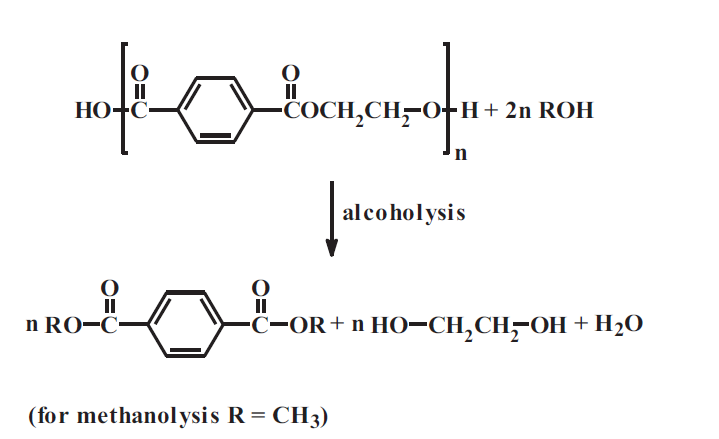 O O
HO C COCH₂CH₂ O H + 2n ROH
n
alcoholysis
O O
n RO C C OR + n HO CH₂CH₂ OH + H₂O
(for methanolysis R = CH₃)